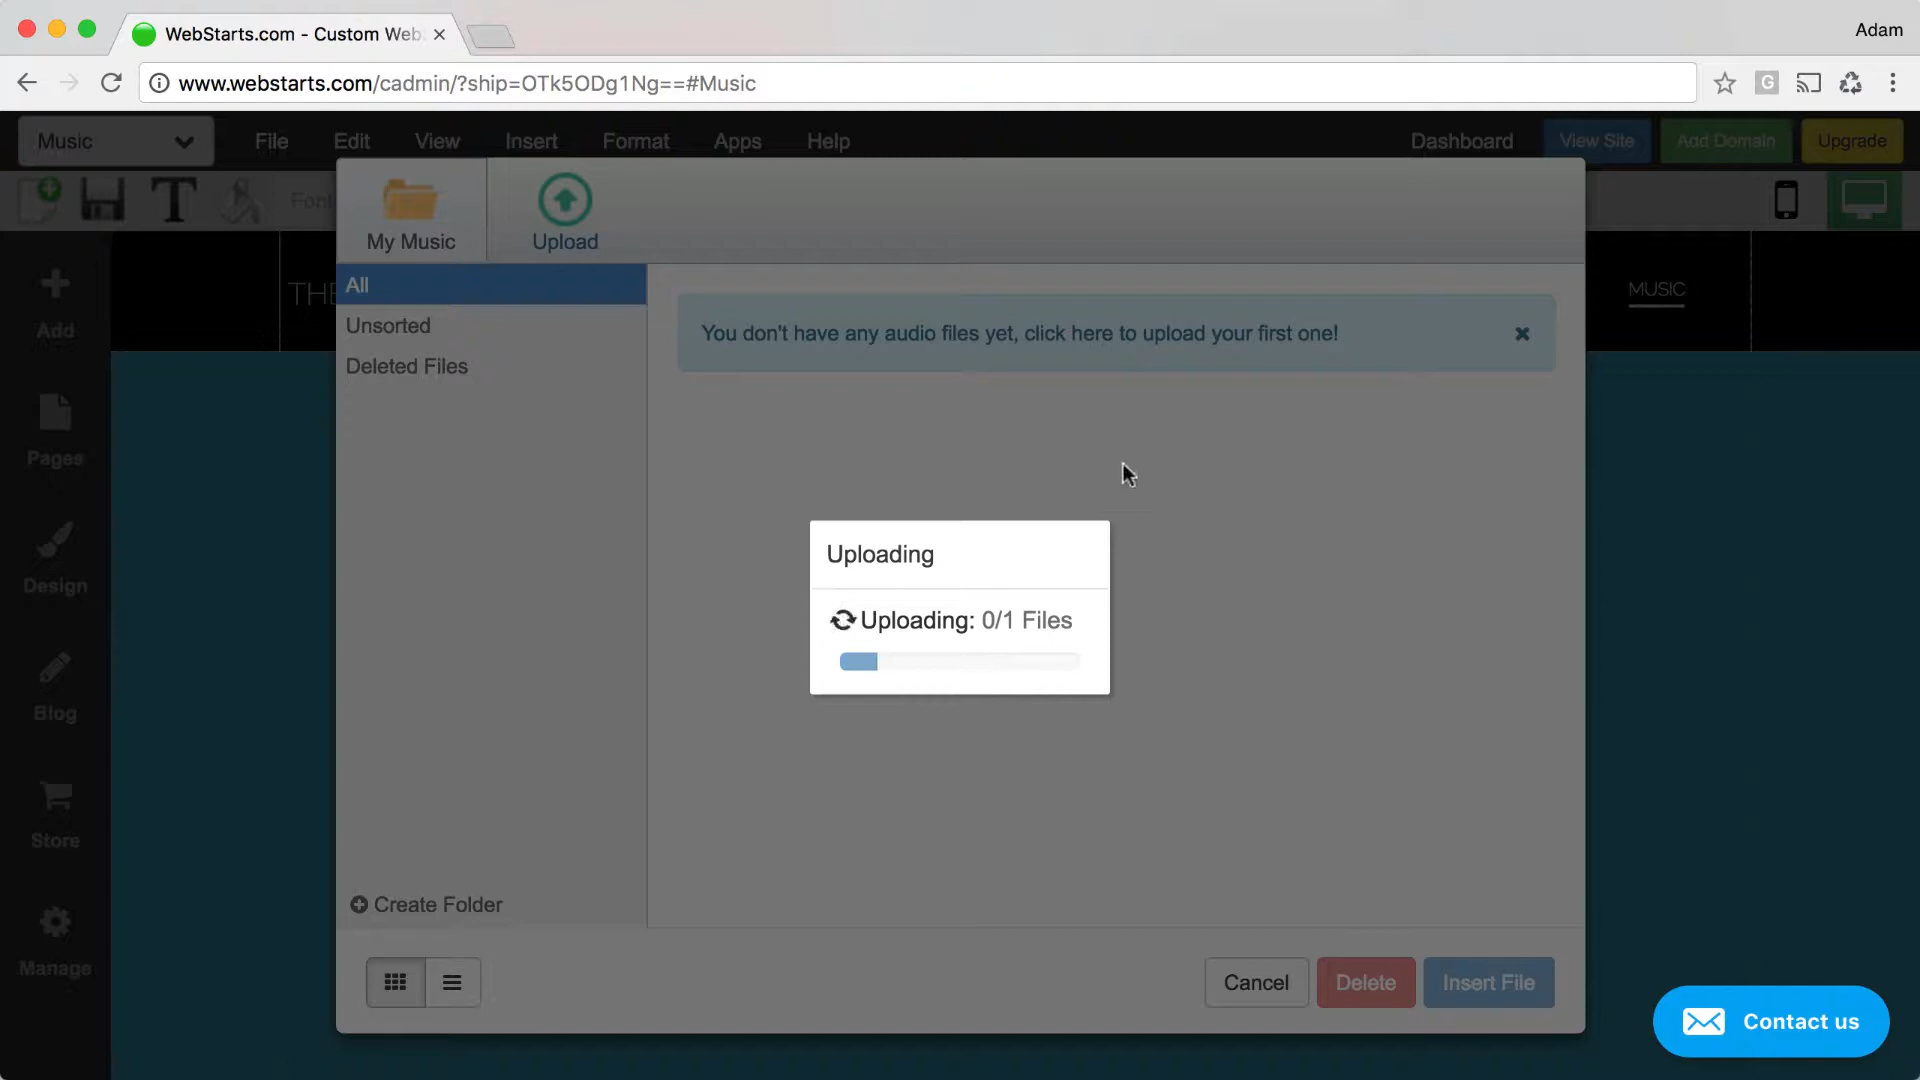 WebStarts.com - Custom Web
Adam
www.webstarts.com/cadmin/?ship=OTk5ODg1Ng==#Music
G
Music
File
Edit
View
Insert
Format
Apps
Help
Dashboard
View Site
Add Domain
Upgrade
T
Font
My Music
Upload
THE
MUSIC
All
Unsorted
Deleted Files
You don't have any audio files yet, click here to upload your first one!
Add
Pages
Design
Blog
Store
Manage
Uploading
Uploading: 0/1 Files
Create Folder
Cancel
Delete
Insert File
Contact us